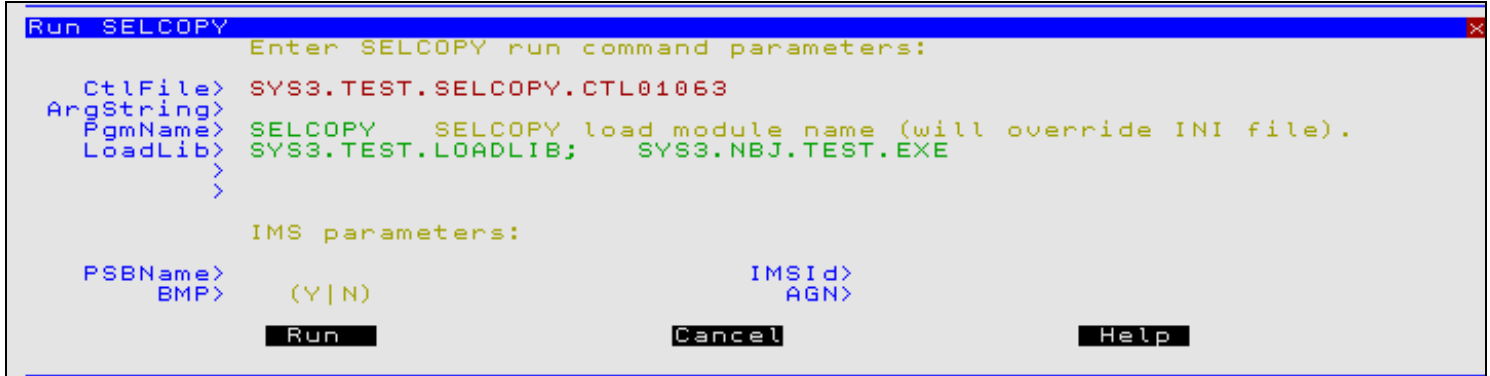 Run SELCOPY ×
Enter SELCOPY run command parameters:
CtlFile> SYS3.TEST.SELCOPY.CTL01063
ArgString>
PgmName> SELCOPY SELCOPY load module name (will override INI file).
LoadLib> SYS3.TEST.LOADLIB; SYS3.NBJ.TEST.EXE
>
>
IMS parameters:
PSBName> IMSId>
BMP> (Y|N) AGN>
Run Cancel Help